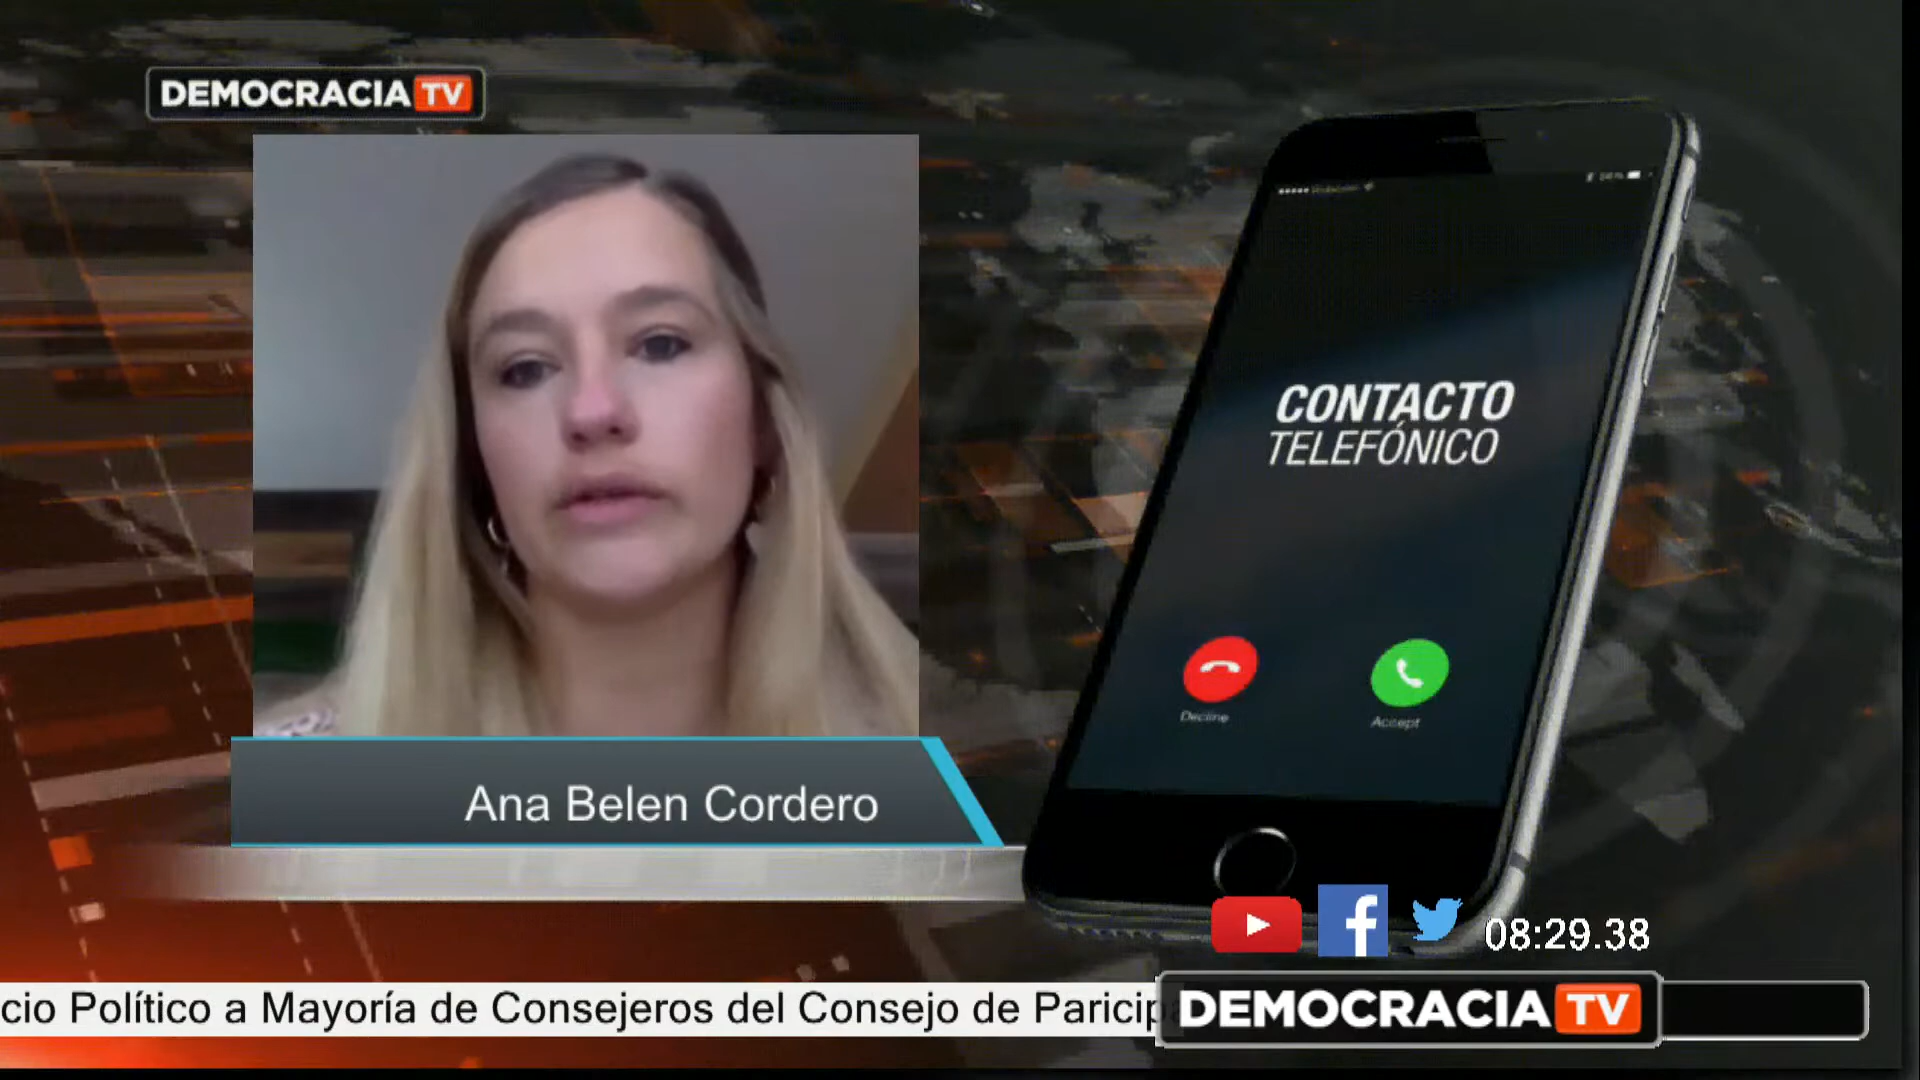 DEMOCRACIA TV
CONTACTO
TELEFÓNICO
Decline
Accept
Ana Belen Cordero
08:29.38
cio Político a Mayoría de Consejeros del Consejo de Paricipa
DEMOCRACIA TV